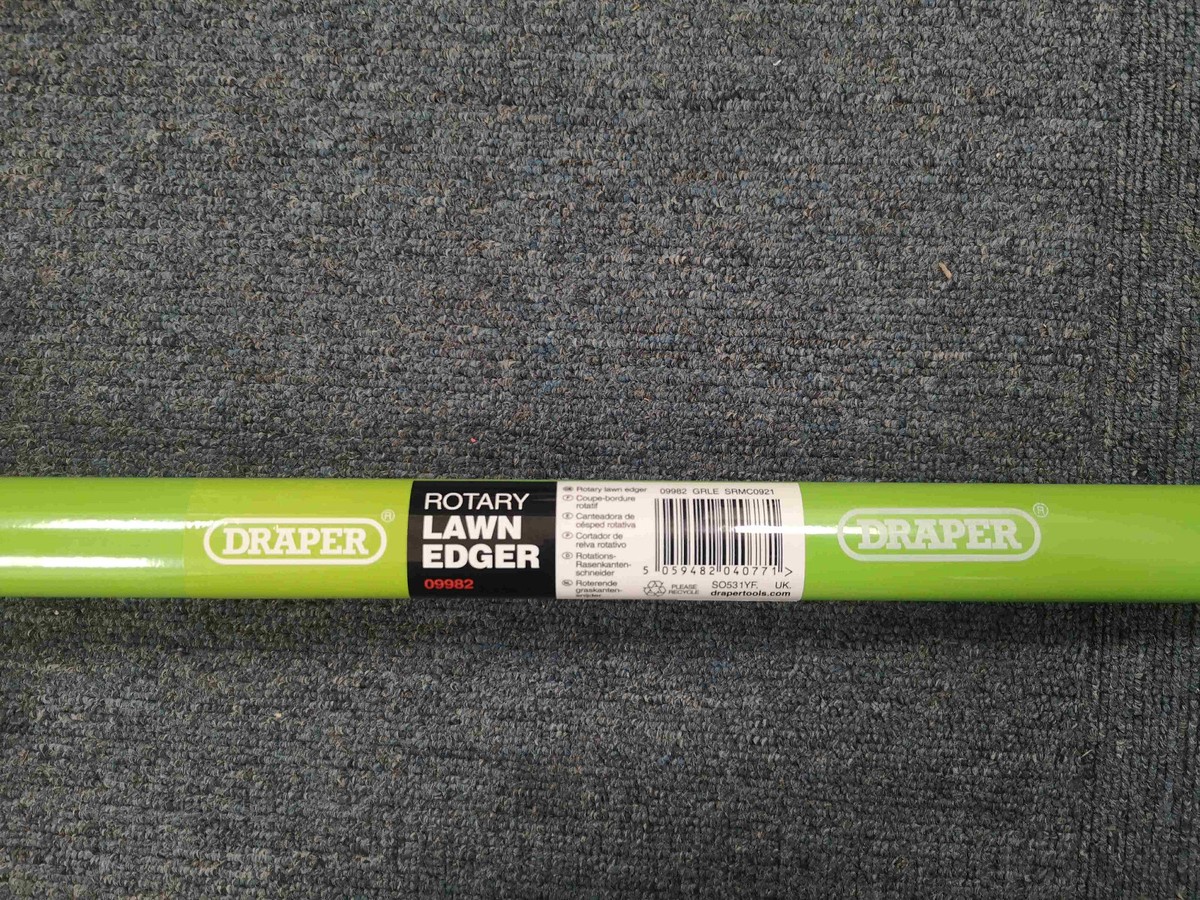 DRAPER®
ROTARY
LAWN
EDGER
09982
Rotary lawn edger
Coupe-bordure
rotatif
Canteadora de
césped rotativa
Cortador de
relva rotativo
Rotations-
Rasenkanten-
schneider
Roterende
graskanten-
09982 GRLE SRMC0921
5 059482 040771 >
PLEASE
RECYCLE
SO531YF. UK.
drapertools.com
DRAPER®